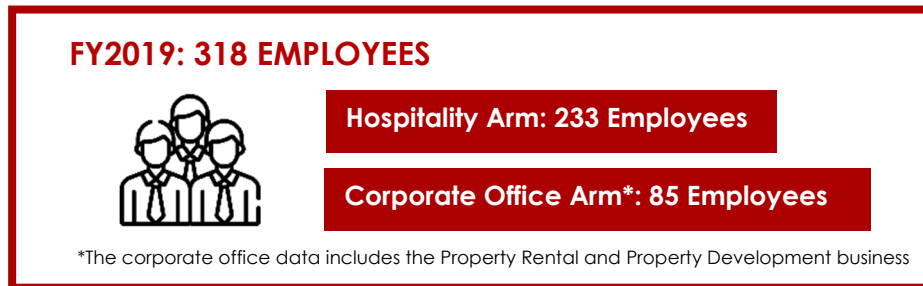 FY2019: 318 EMPLOYEES
Hospitality Arm: 233 Employees
Corporate Office Arm*: 85 Employees
*The corporate office data includes the Property Rental and Property Development business